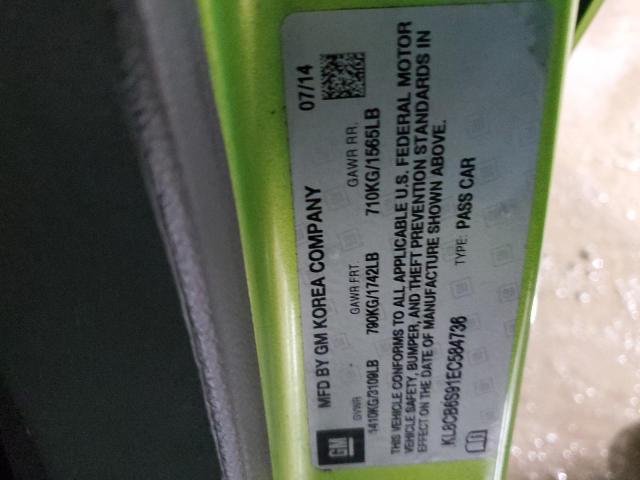 GM MFD BY GM KOREA COMPANY 07/14
GVWR GAWR FRT GAWR RR.
1410KG/3109LB 790KG/1742LB 710KG/1565LB
THIS VEHICLE CONFORMS TO ALL APPLICABLE U.S. FEDERAL MOTOR
VEHICLE SAFETY, BUMPER, AND THEFT PREVENTION STANDARDS IN
EFFECT ON THE DATE OF MANUFACTURE SHOWN ABOVE.
KL8CB6S91EC584736 TYPE: PASS CAR